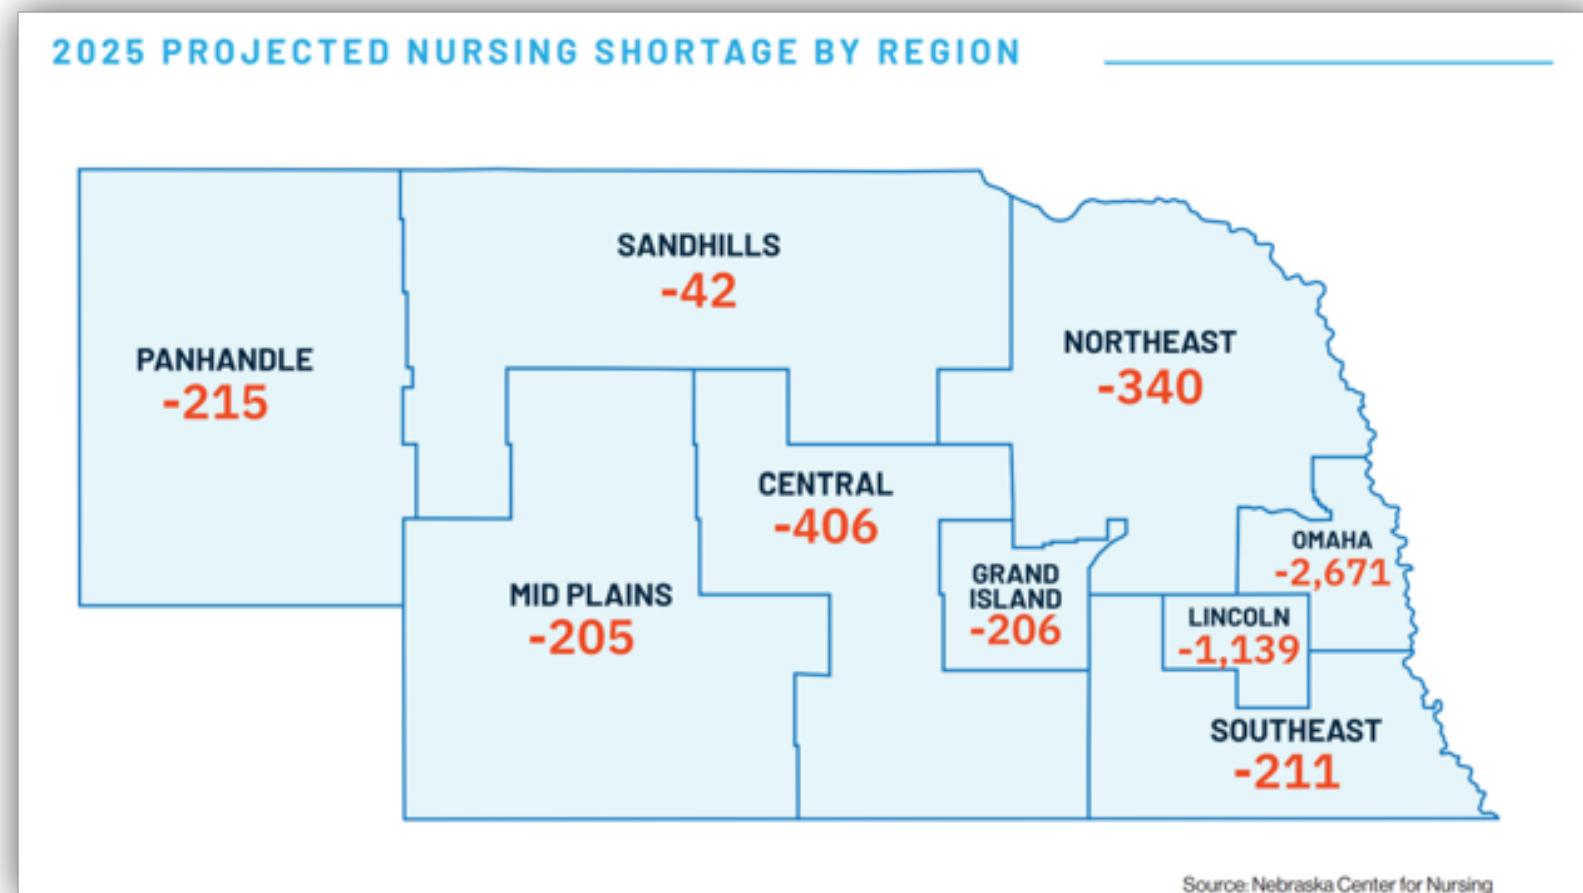 2025 PROJECTED NURSING SHORTAGE BY REGION
SANDHILLS
-42
PANHANDLE
-215
NORTHEAST
-340
CENTRAL
-406
MID PLAINS
-205
GRAND
ISLAND
-206
OMAHA
-2,671
LINCOLN
-1,139
SOUTHEAST
-211
Source: Nebraska Center for Nursing